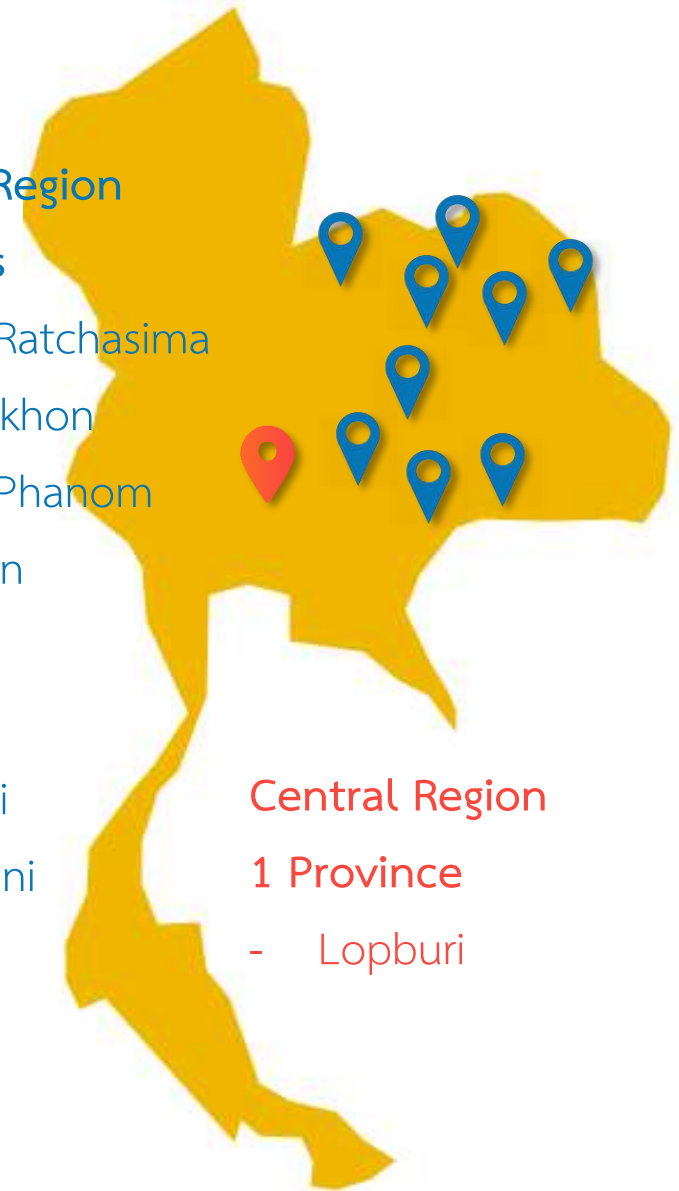 Region
s
Ratchasima
khon
Phanom
n
i
ni
Central Region
1 Province
- Lopburi